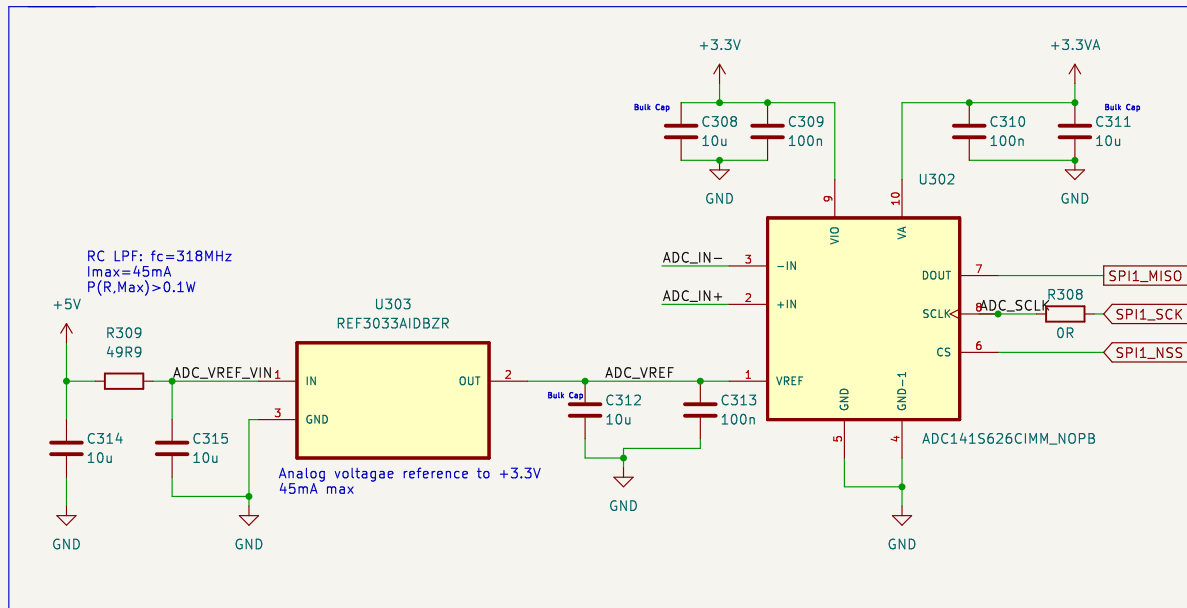 +3.3V
+3.3VA
Bulk Cap
C308
10u
C309
100n
C310
100n
Bulk Cap
C311
10u
GND
GND
U302
9
10
VIO
VA
RC LPF: fc=318MHz
Imax=45mA
P(R,Max)>0.1W
ADC_IN-
3
-IN
ADC_IN+
2
+IN
DOUT
7
SPI1_MISO
SCLK
8
ADC_SCLK
R308
0R
SPI1_SCK
CS
6
SPI1_NSS
+5V
R309
49R9
U303
REF3033AIDBZR
ADC_VREF_VIN
1
IN
OUT
2
ADC_VREF
1
VREF
3
GND
Bulk Cap
C312
10u
C313
100n
GND
GND-1
5
4
ADC141S626CIMM_NOPB
C314
10u
C315
10u
Analog voltagae reference to +3.3V
45mA max
GND
GND
GND
GND